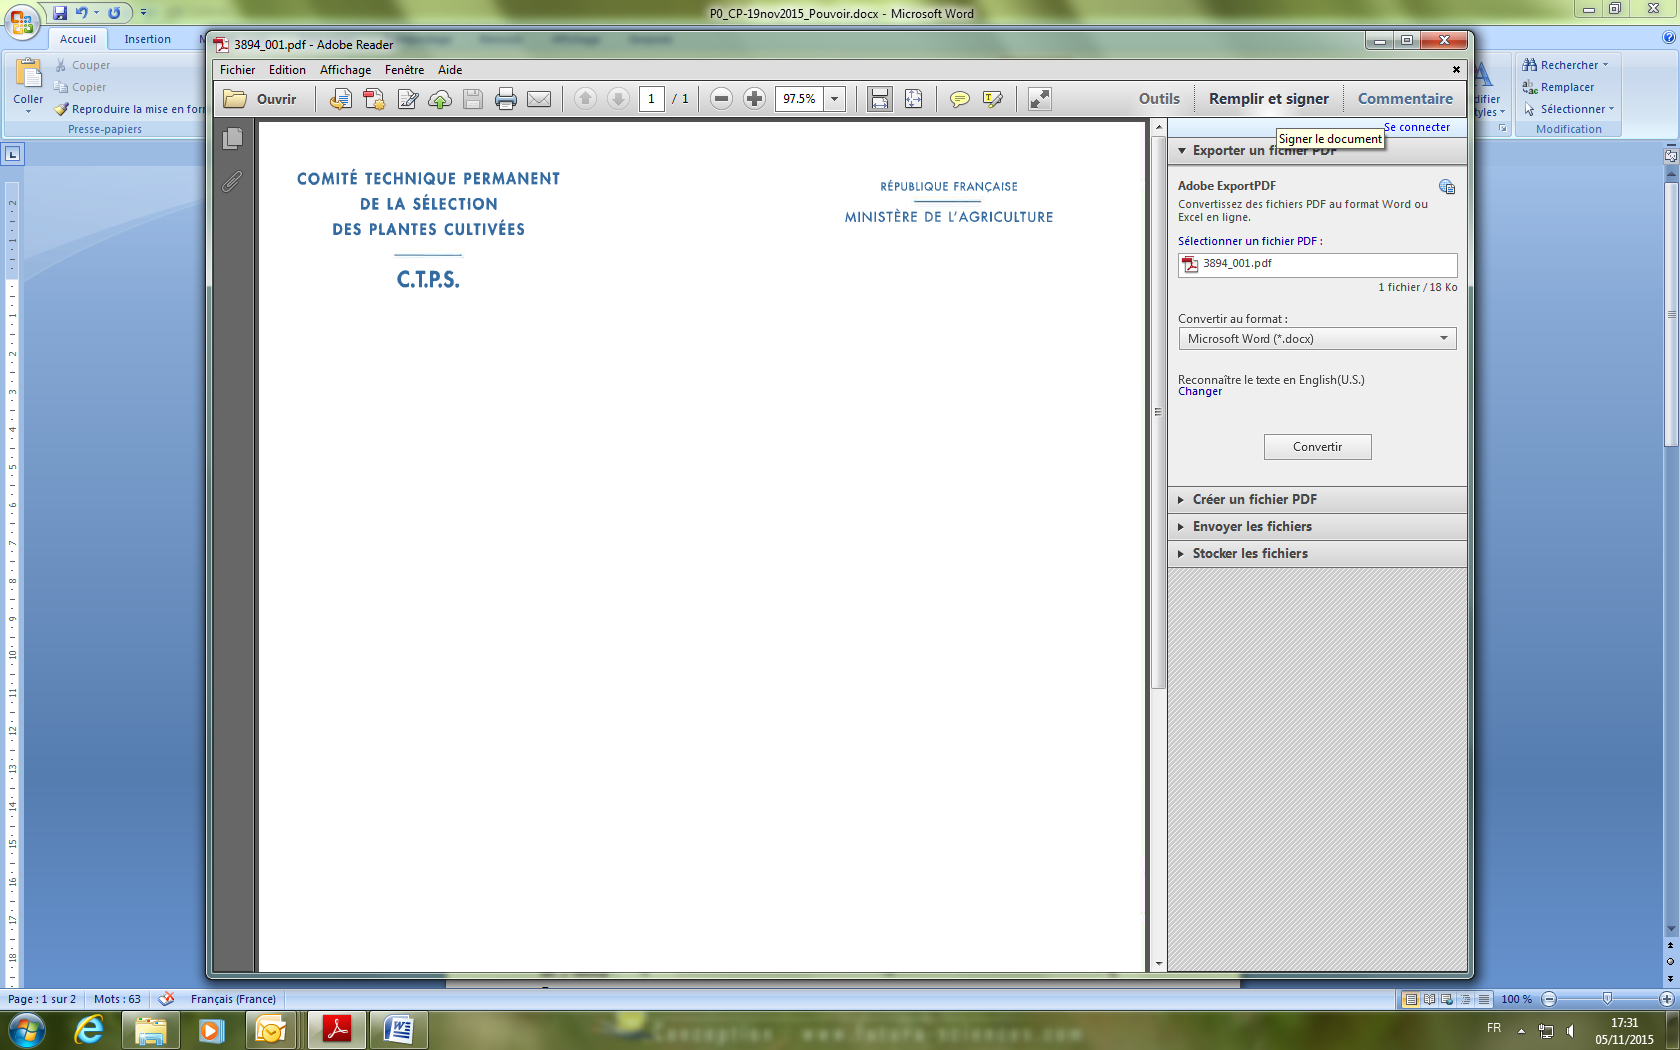 P0_CP-19nov2015_Pouvoir.docx - Microsoft Word
Accueil
Insertion
Coller
Couper
Copier
Reproduire la mise en for
Presse-papiers
Rechercher
Remplacer
Sélectionner
Modification
3894_001.pdf - Adobe Reader
Fichier Edition Affichage Fenêtre Aide
Ouvrir
1 / 1
97.5%
Outils
Remplir et signer
Commentaire
Signer le document
Se connecter
COMITÉ TECHNIQUE PERMANENT
DE LA SÉLECTION
DES PLANTES CULTIVÉES
C.T.P.S.
RÉPUBLIQUE FRANÇAISE
MINISTÈRE DE L'AGRICULTURE
Exporter un fichier PDF
Adobe ExportPDF
Convertissez des fichiers PDF au format Word ou
Excel en ligne.
Sélectionner un fichier PDF :
3894_001.pdf
1 fichier / 18 Ko
Convertir au format :
Microsoft Word (*.docx)
Reconnaître le texte en English(U.S.)
Changer
Convertir
Créer un fichier PDF
Envoyer les fichiers
Stocker les fichiers
Page : 1 sur 2
Mots : 63
Français (France)
100 %
FR
17:31
05/11/2015